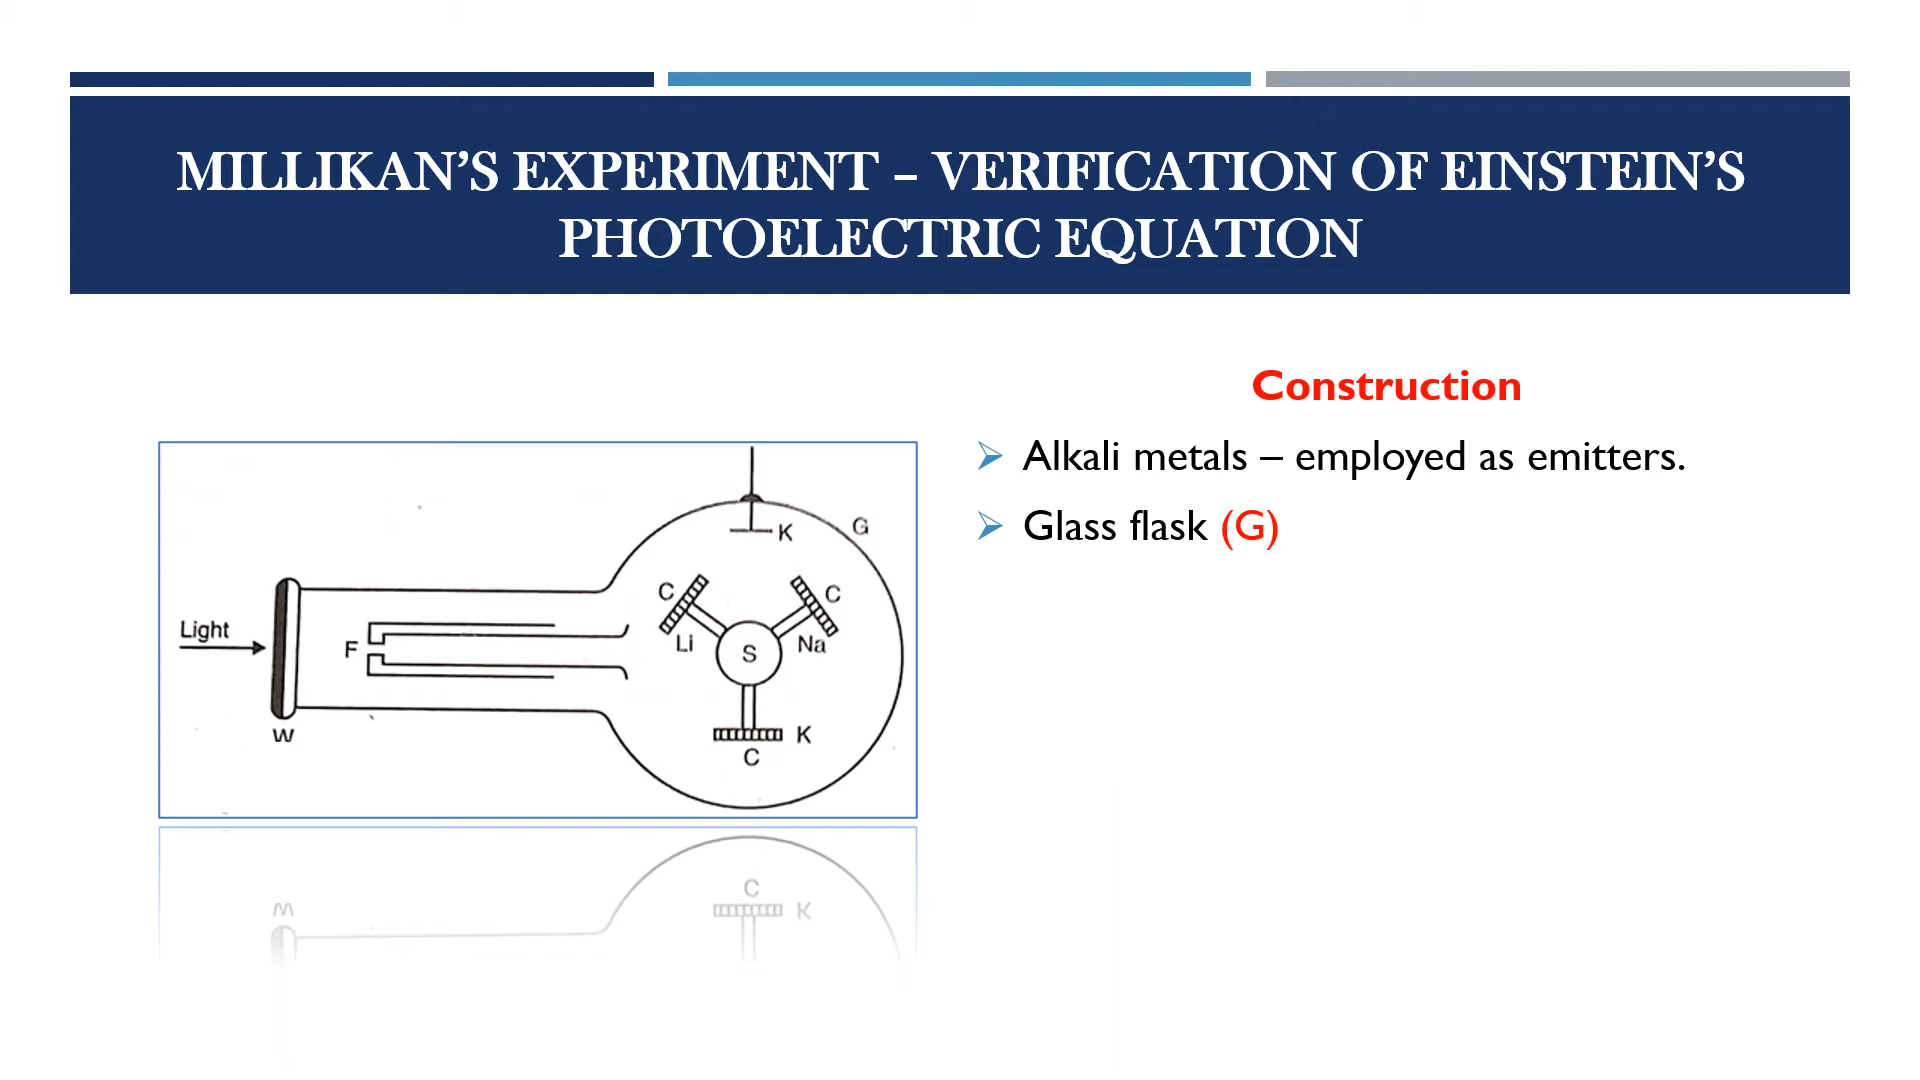 MILLIKAN’S EXPERIMENT – VERIFICATION OF EINSTEIN’S
PHOTOELECTRIC EQUATION
Construction
Alkali metals – employed as emitters.
Glass flask (G)
K
G
C
C
Light
F
Li
S
Na
W
K
C